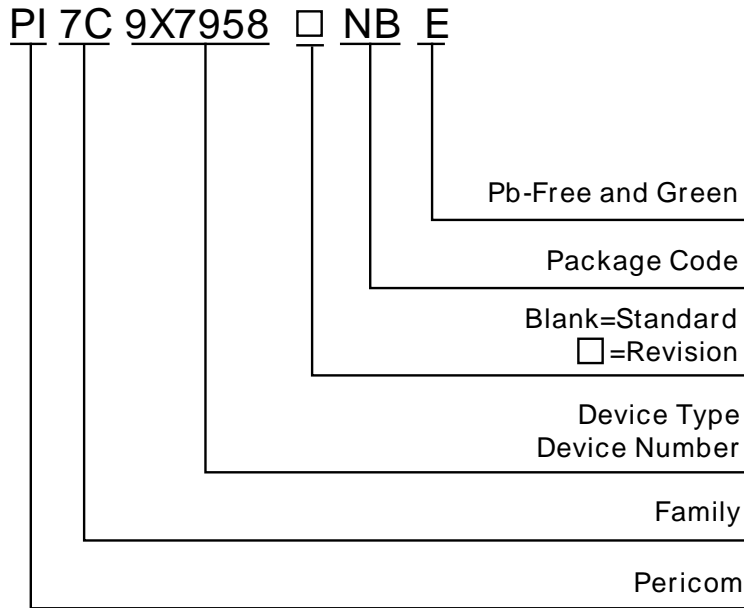 PI 7C 9X7958 □ NB E
Pb-Free and Green
Package Code
Blank=Standard
□=Revision
Device Type
Device Number
Family
Pericom